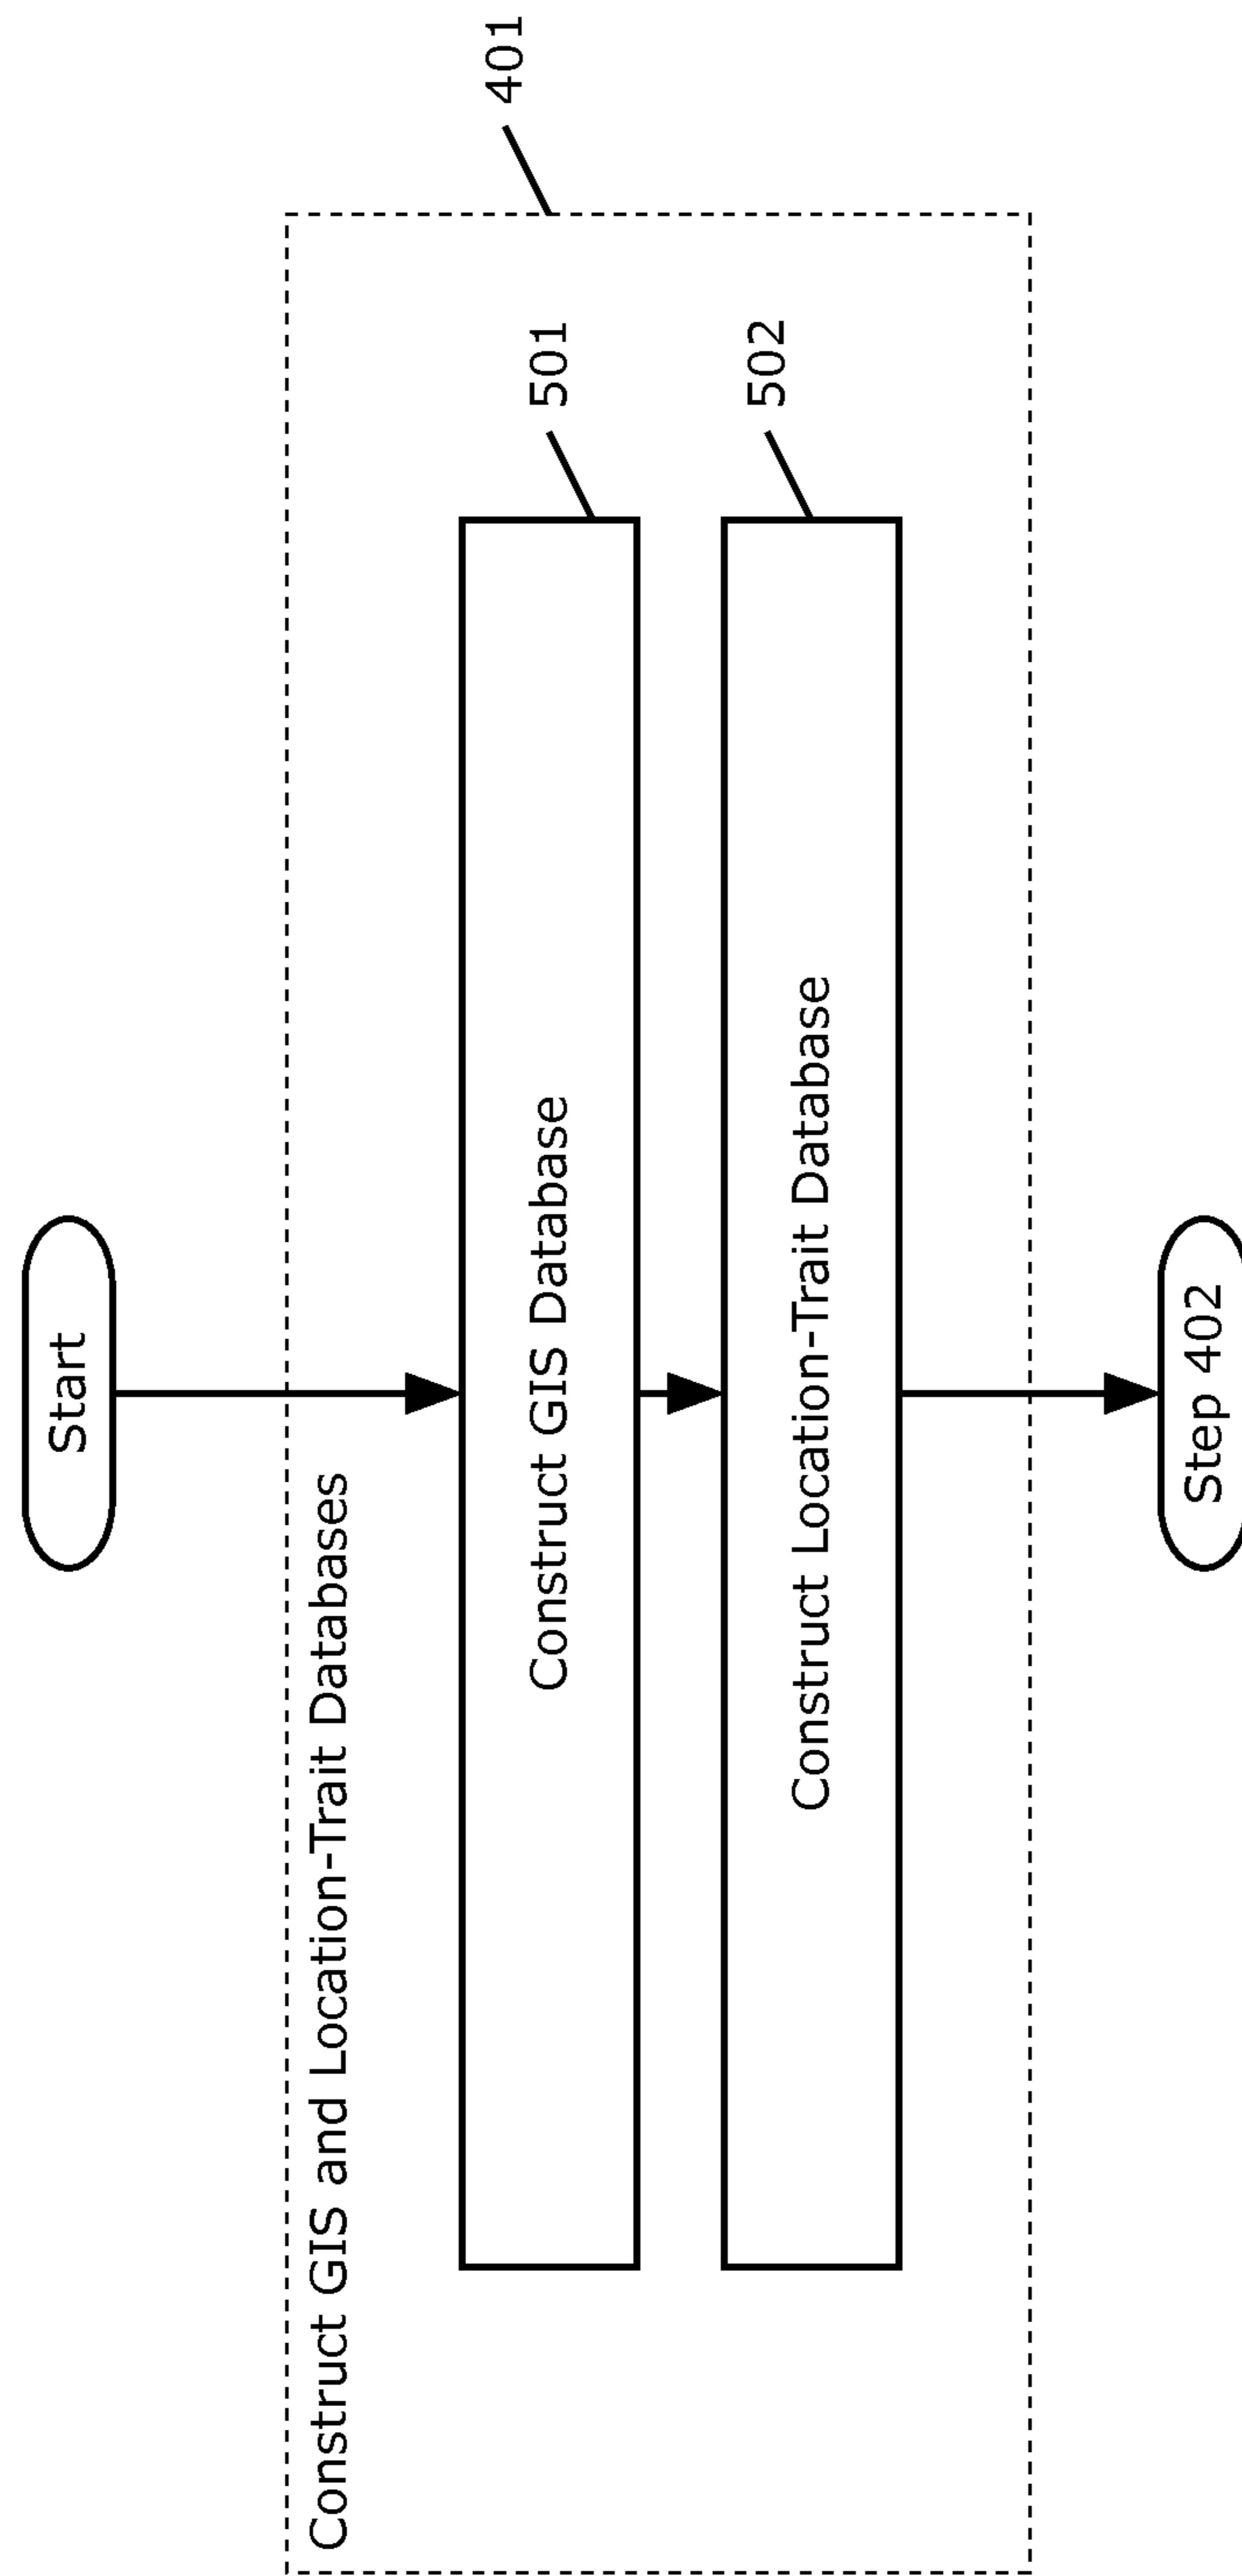 Start
Construct GIS and Location-Trait Databases
401
Construct GIS Database
501
Construct Location-Trait Database
502
Step 402